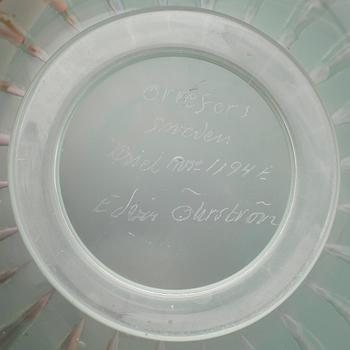 Orrefors
Sweden
Ariel Nr 1194 E
Edvin Öhrström